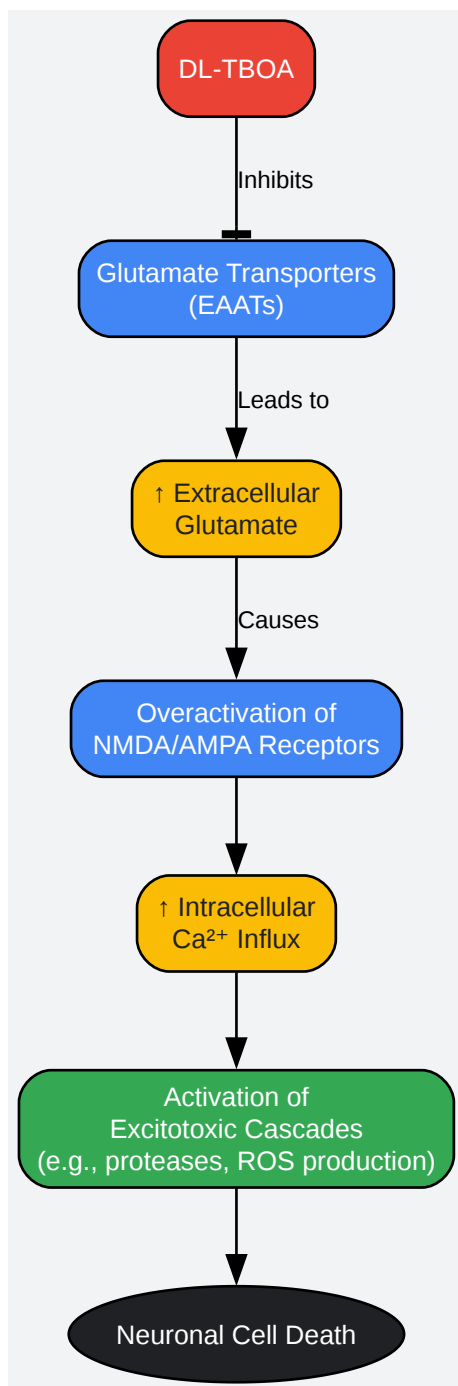 DL-TBOA
Inhibits
Glutamate Transporters
(EAATs)
Leads to
↑ Extracellular
Glutamate
Causes
Overactivation of
NMDA/AMPA Receptors
↑ Intracellular
Ca²⁺ Influx
Activation of
Excitotoxic Cascades
(e.g., proteases, ROS production)
Neuronal Cell Death